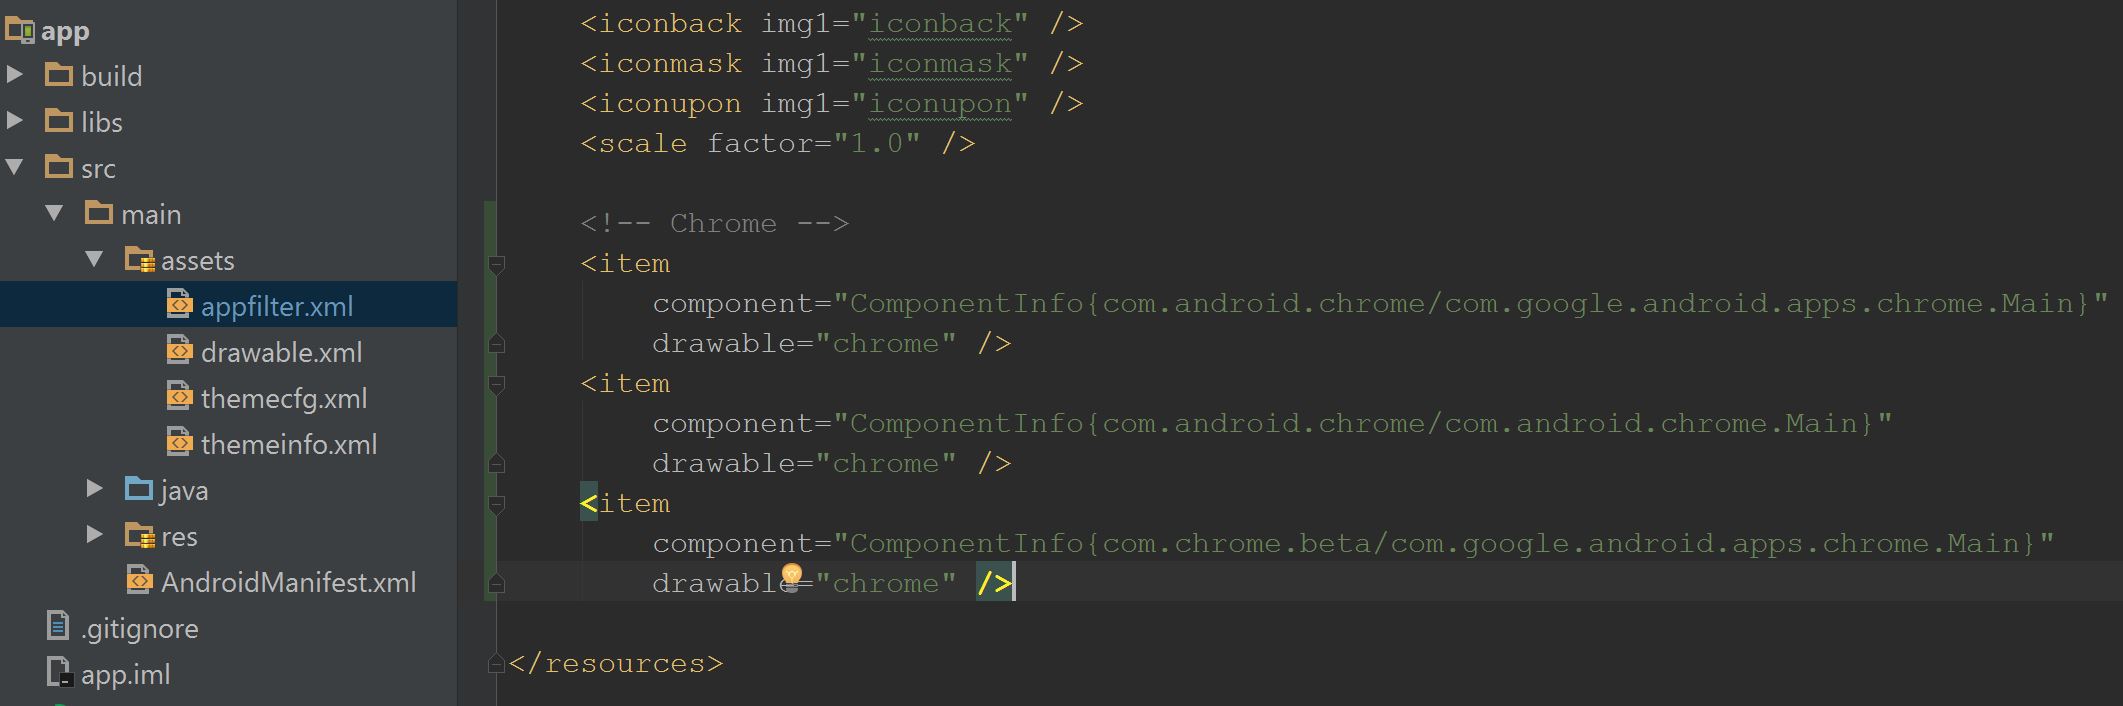 app
build
libs
src
main
assets
appfilter.xml
drawable.xml
themecfg.xml
themeinfo.xml
java
res
AndroidManifest.xml
.gitignore
app.iml
<iconback img1="iconback" />
<iconmask img1="iconmask" />
<iconupon img1="iconupon" />
<scale factor="1.0" />
<!-- Chrome -->
<item
component="ComponentInfo{com.android.chrome/com.google.android.apps.chrome.Main}"
drawable="chrome" />
<item
component="ComponentInfo{com.android.chrome/com.android.chrome.Main}"
drawable="chrome" />
<item
component="ComponentInfo{com.chrome.beta/com.google.android.apps.chrome.Main}"
drawable="chrome" />
</resources>